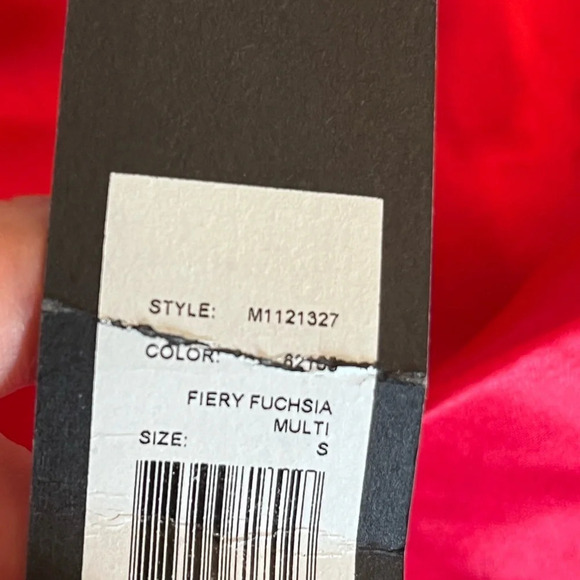 STYLE: M1121327
COLOR:
FIERY FUCHSIA
MULTI
SIZE: S